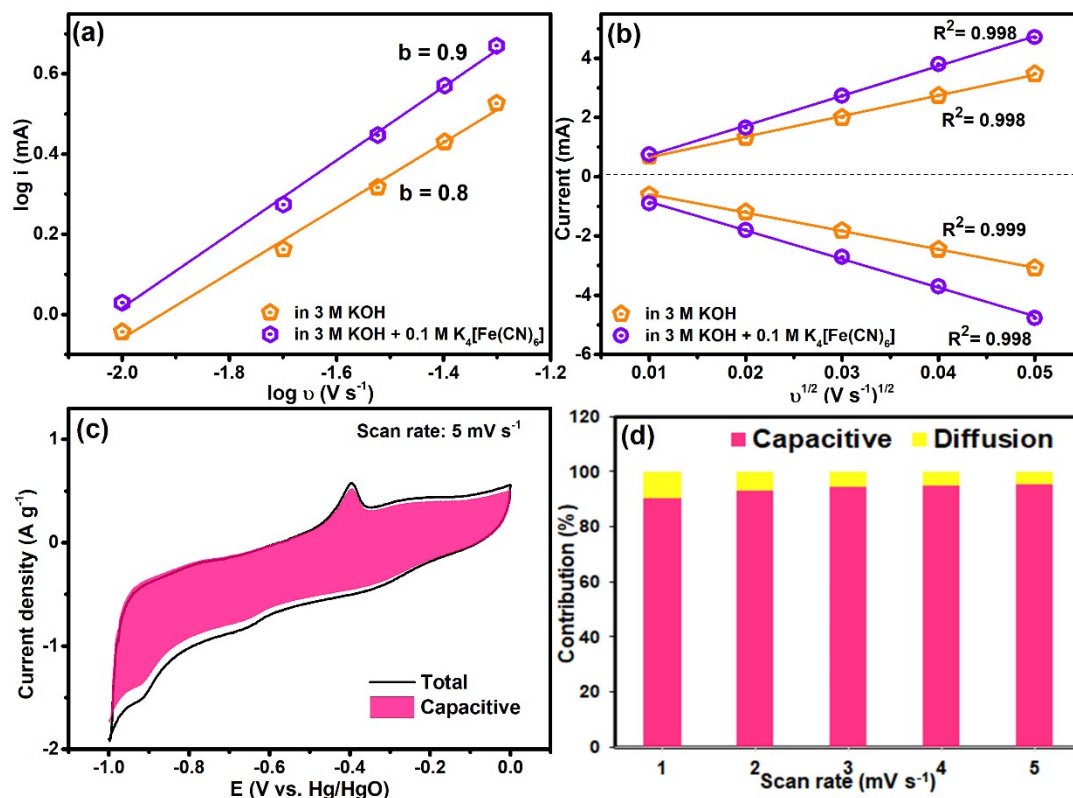 (a)
b = 0.9
b = 0.8
log i (mA)
0.6
0.4
0.2
0.0
in 3 M KOH
in 3 M KOH + 0.1 M K₄[Fe(CN)₆]
-2.0 -1.8 -1.6 -1.4 -1.2
log υ (V s⁻¹)
(b)
R²= 0.998
R²= 0.998
R²= 0.999
R²= 0.998
Current (mA)
4
2
0
-2
-4
-6
in 3 M KOH
in 3 M KOH + 0.1 M K₄[Fe(CN)₆]
0.01 0.02 0.03 0.04 0.05
υ¹/² (V s⁻¹)¹/²
(c)
Scan rate: 5 mV s⁻¹
Current density (A g⁻¹)
1
0
-1
-2
Total
Capacitive
-1.0 -0.8 -0.6 -0.4 -0.2 0.0
E (V vs. Hg/HgO)
(d)
Capacitive Diffusion
Contribution (%)
120
100
80
60
40
20
0
1 2 3 4 5
Scan rate (mV s⁻¹)